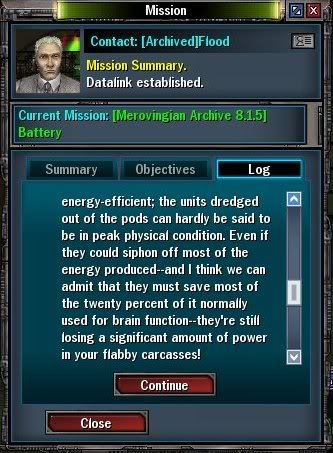 Mission
Contact: [Archived]Flood
Mission Summary.
Datalink established.
Current Mission: [Merovingian Archive 8.1.5]
Battery
Summary
Objectives
Log
energy-efficient; the units dredged
out of the pods can hardly be said to
be in peak physical condition. Even if
they could siphon off most of the
energy produced--and I think we can
admit that they must save most of
the twenty percent of it normally
used for brain function--they're still
losing a significant amount of power
in your flabby carcasses!
Continue
Close